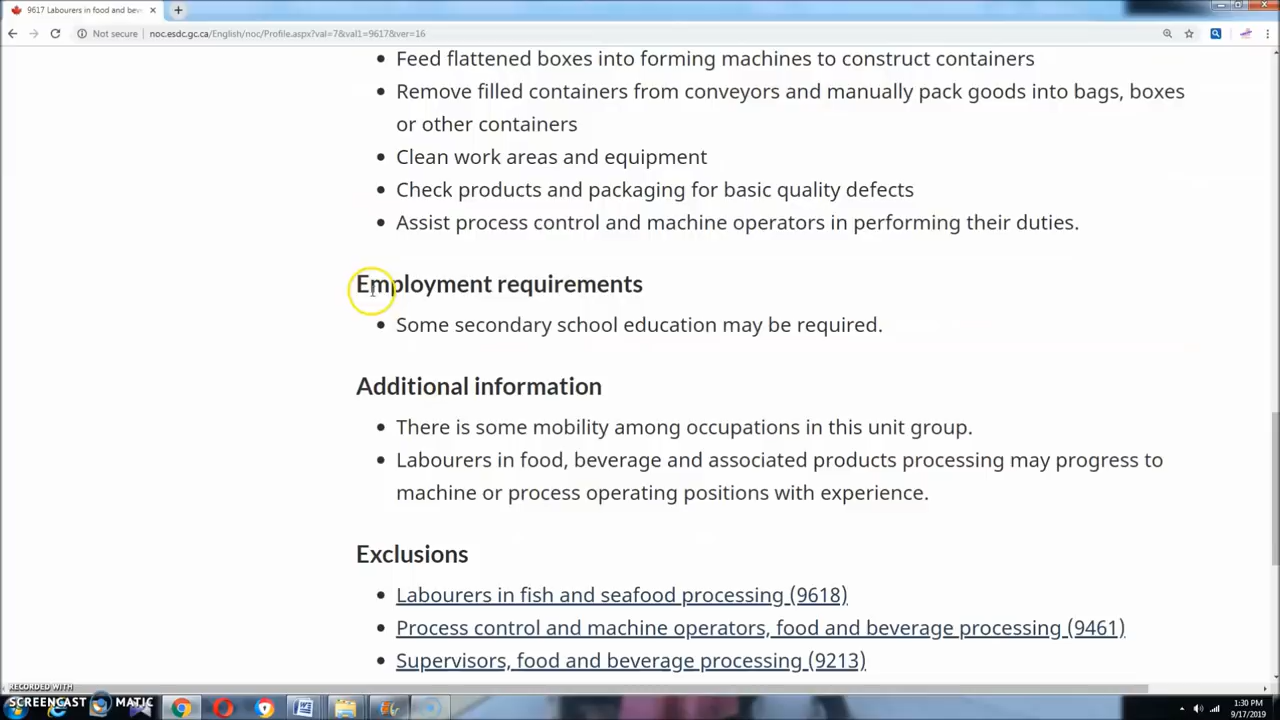 9617 Labourers in food and bev
Not secure
noc.esdc.gc.ca/English/noc/Profile.aspx?val=7&val1=9617&ver=16
• Feed flattened boxes into forming machines to construct containers
• Remove filled containers from conveyors and manually pack goods into bags, boxes
or other containers
• Clean work areas and equipment
• Check products and packaging for basic quality defects
• Assist process control and machine operators in performing their duties.
Employment requirements
• Some secondary school education may be required.
Additional information
• There is some mobility among occupations in this unit group.
• Labourers in food, beverage and associated products processing may progress to
machine or process operating positions with experience.
Exclusions
• Labourers in fish and seafood processing (9618)
• Process control and machine operators, food and beverage processing (9461)
• Supervisors, food and beverage processing (9213)
RECORDED WITH
SCREENCAST MATIC
1:30 PM
9/17/2019